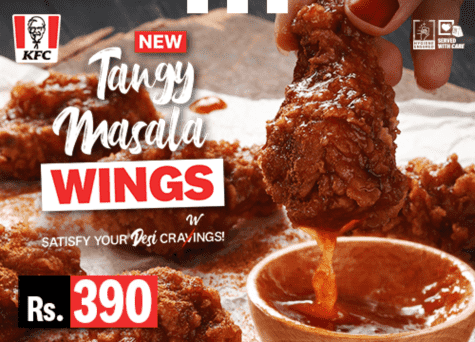 KFC
NEW
SERVED
WITH CARE
Tangy
Masala
WINGS
W
SATISFY YOUR Desi CRAVINGS!
Rs. 390